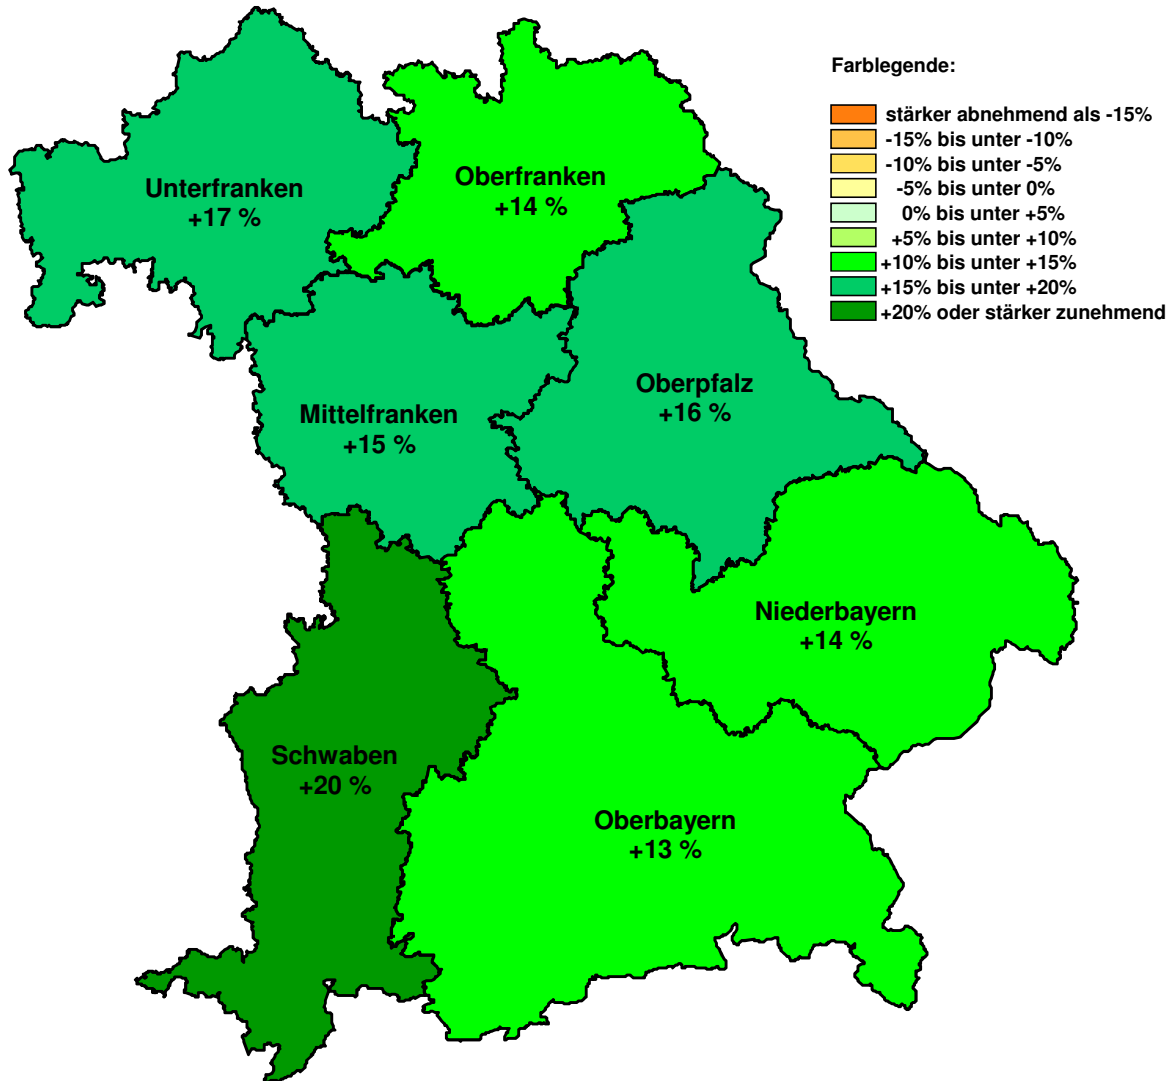 Farblegende:
stärker abnehmend als -15%
-15% bis unter -10%
-10% bis unter -5%
-5% bis unter 0%
0% bis unter +5%
+5% bis unter +10%
+10% bis unter +15%
+15% bis unter +20%
+20% oder stärker zunehmend
Unterfranken
+17 %
Oberfranken
+14 %
Mittelfranken
+15 %
Oberpfalz
+16 %
Niederbayern
+14 %
Schwaben
+20 %
Oberbayern
+13 %